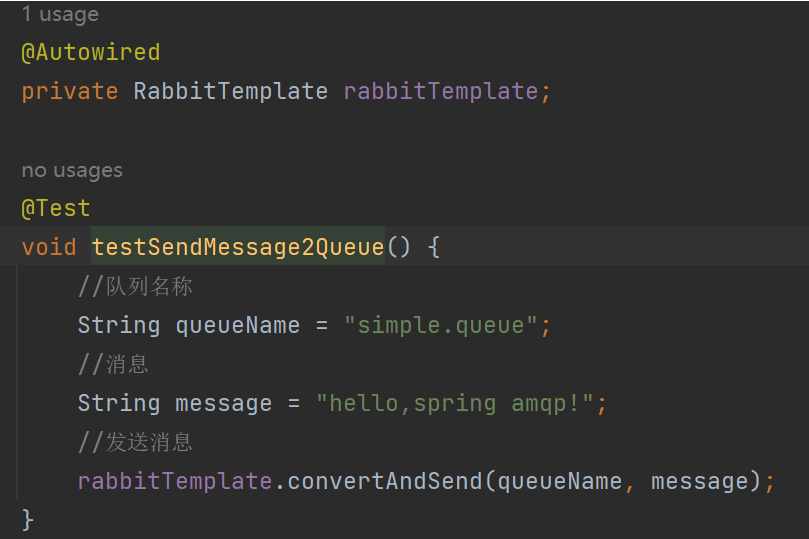 1 usage
@Autowired
private RabbitTemplate rabbitTemplate;
no usages
@Test
void testSendMessage2Queue() {
//队列名称
String queueName = "simple.queue";
//消息
String message = "hello,spring amqp!";
//发送消息
rabbitTemplate.convertAndSend(queueName, message);
}